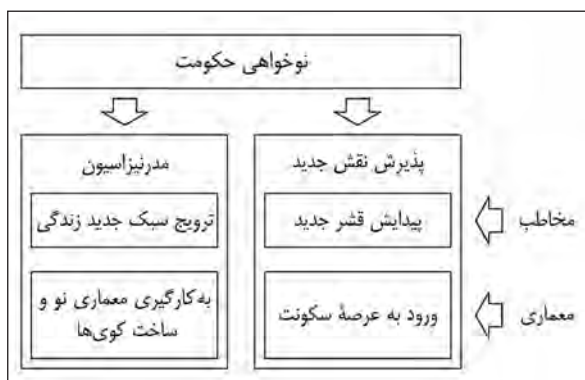 نوخواهی حکومت
پذیرش نقش جدید
مدرنیزاسیون
مخاطب
پیدایش قشر جدید
ترویج سبک جدید زندگی
معماری
ورود به عرصهٔ سکونت
به‌کارگیری معماری نو و
ساخت کوی‌ها